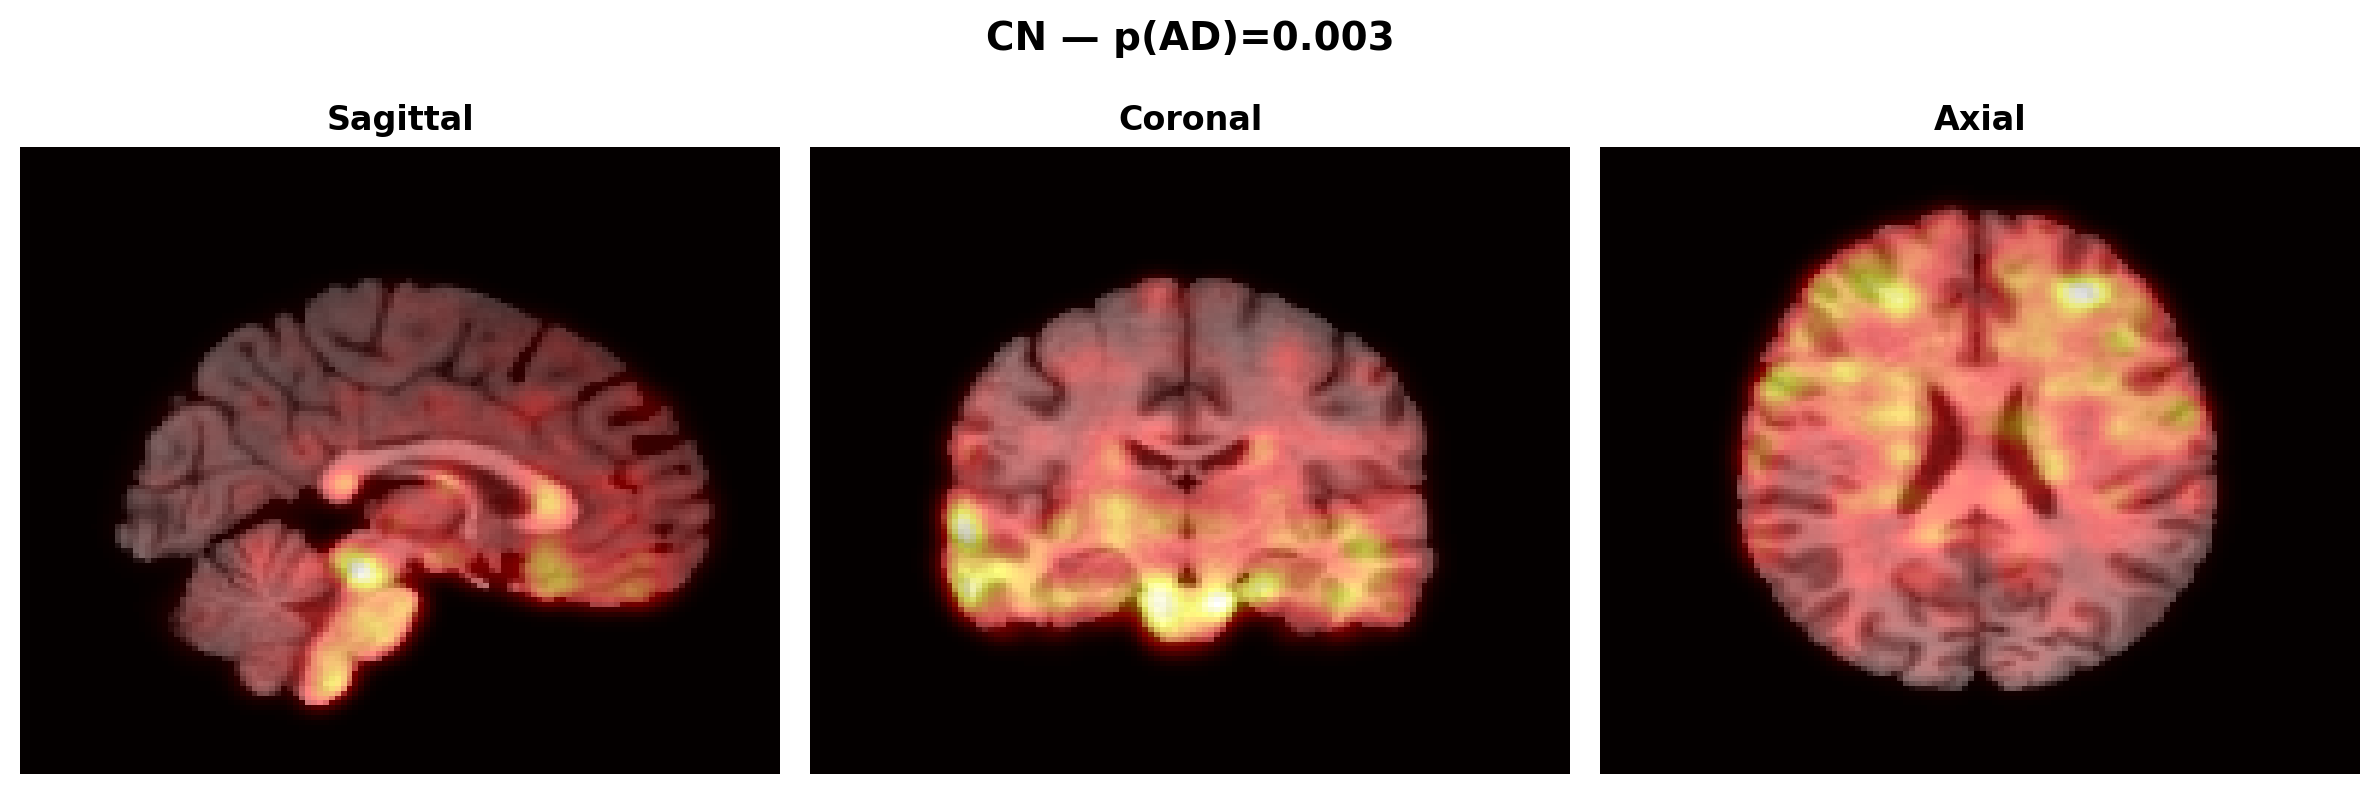 CN — p(AD)=0.003
Sagittal
Coronal
Axial